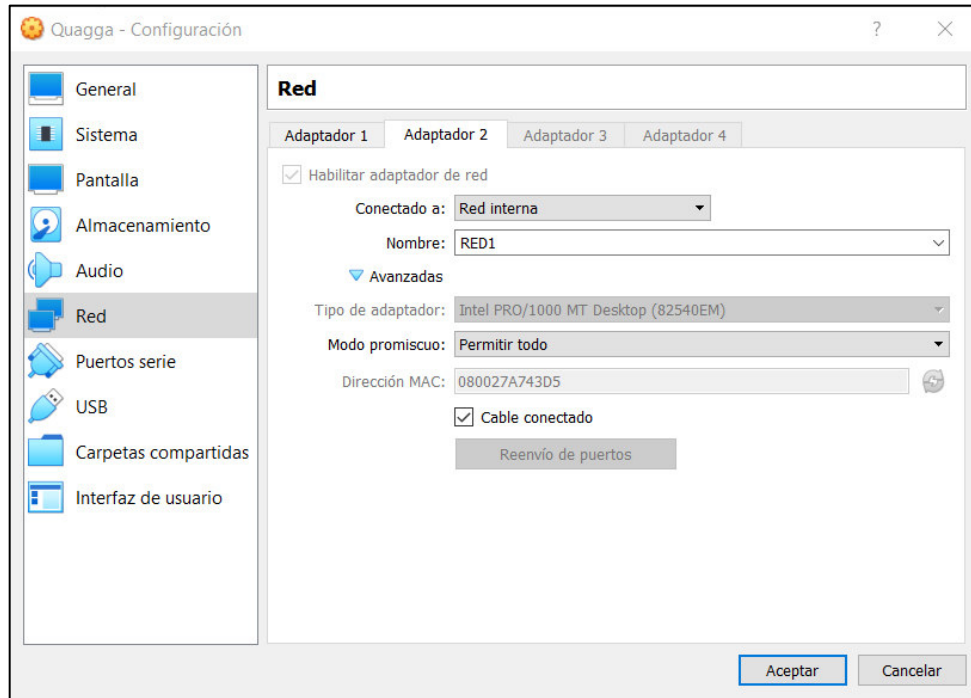 Quagga - Configuración
?
General
Sistema
Pantalla
Almacenamiento
Audio
Red
Puertos serie
USB
Carpetas compartidas
Interfaz de usuario
Red
Adaptador 1 Adaptador 2 Adaptador 3 Adaptador 4
Habilitar adaptador de red
Conectado a: Red interna
Nombre: RED1
Avanzadas
Tipo de adaptador: Intel PRO/1000 MT Desktop (82540EM)
Modo promiscuo: Permitir todo
Dirección MAC: 080027A743D5
Cable conectado
Reenvío de puertos
Aceptar Cancelar